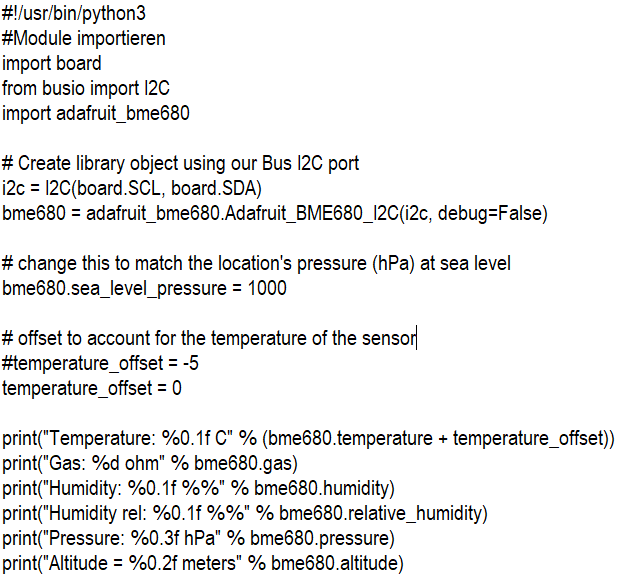 #!/usr/bin/python3
#Module importieren
import board
from busio import I2C
import adafruit_bme680

# Create library object using our Bus I2C port
i2c = I2C(board.SCL, board.SDA)
bme680 = adafruit_bme680.Adafruit_BME680_I2C(i2c, debug=False)

# change this to match the location's pressure (hPa) at sea level
bme680.sea_level_pressure = 1000

# offset to account for the temperature of the sensor
#temperature_offset = -5
temperature_offset = 0

print("Temperature: %0.1f C" % (bme680.temperature + temperature_offset))
print("Gas: %d ohm" % bme680.gas)
print("Humidity: %0.1f %%" % bme680.humidity)
print("Humidity rel: %0.1f %%" % bme680.relative_humidity)
print("Pressure: %0.3f hPa" % bme680.pressure)
print("Altitude = %0.2f meters" % bme680.altitude)